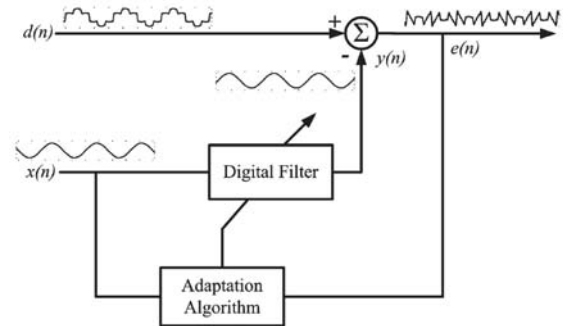 d(n)
+
Σ
-
y(n)
e(n)
x(n)
Digital Filter
Adaptation
Algorithm